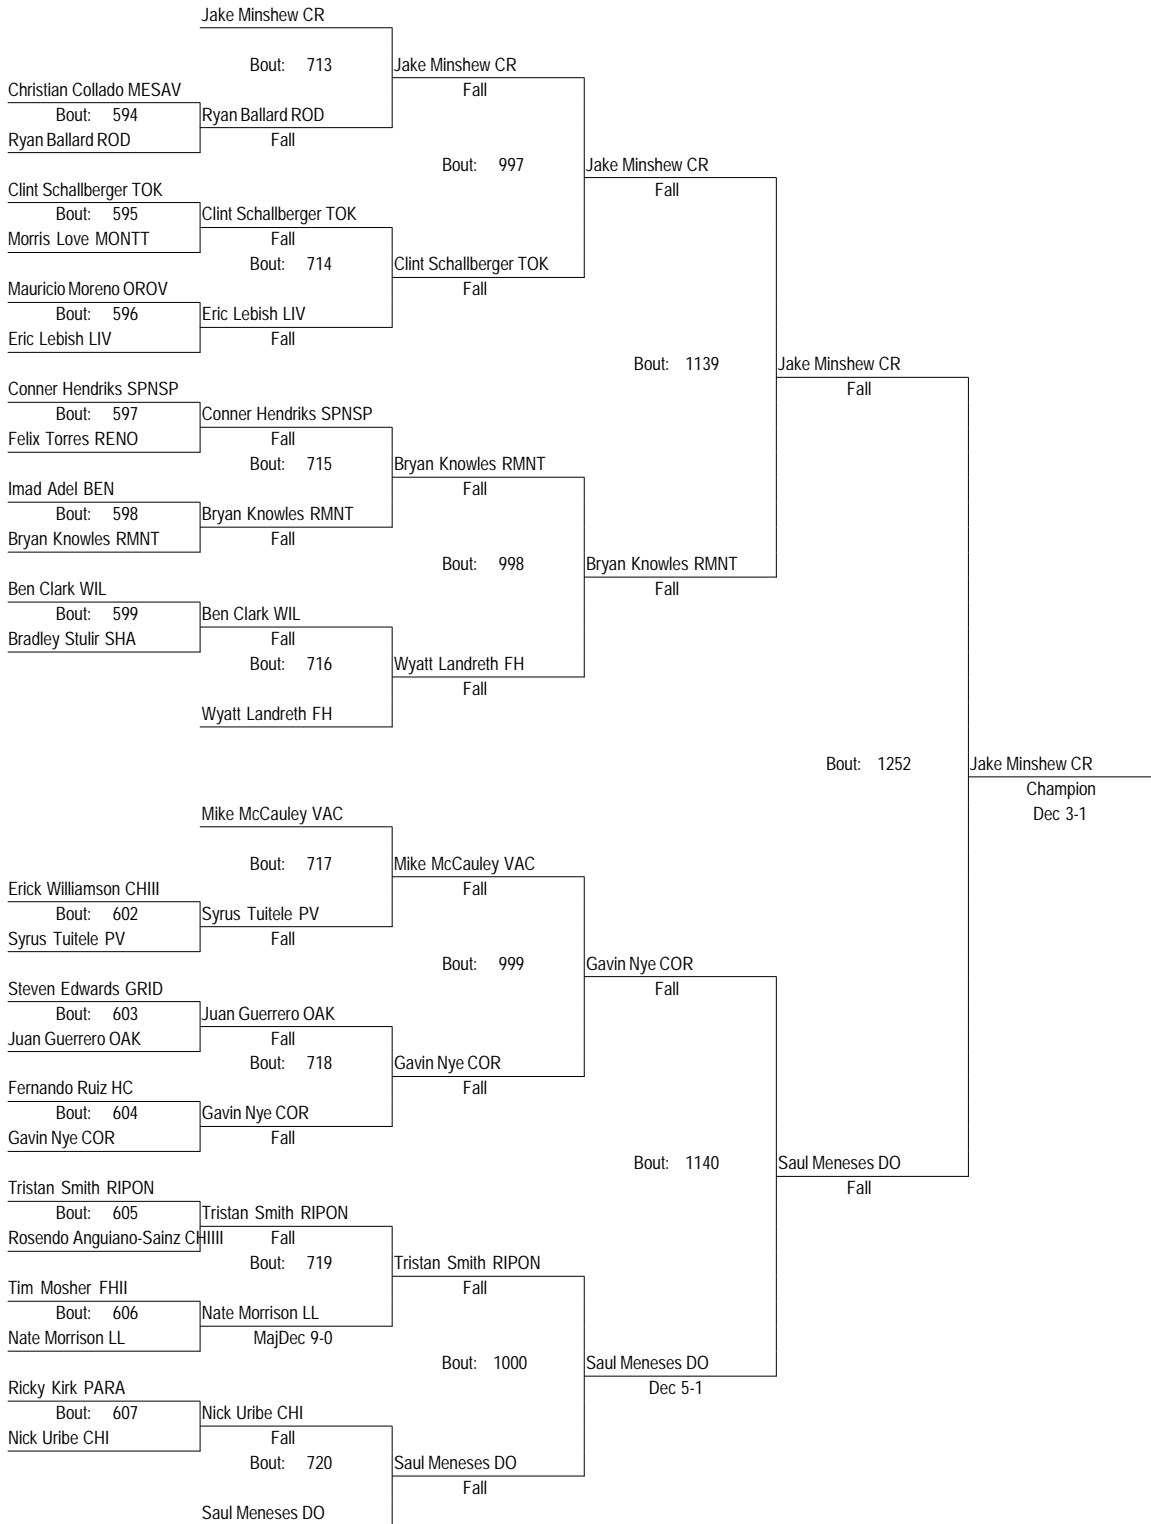 Jake Minshew CR
Bout: 713 Jake Minshew CR
Fall
Christian Collado MESAV
Bout: 594 Ryan Ballard ROD
Ryan Ballard ROD Fall
Bout: 997 Jake Minshew CR
Fall
Clint Schallberger TOK
Bout: 595 Clint Schallberger TOK
Morris Love MONTT Fall
Bout: 714 Clint Schallberger TOK
Mauricio Moreno OROV Fall
Bout: 596 Eric Lebish LIV
Eric Lebish LIV Fall
Bout: 1139 Jake Minshew CR
Conner Hendriks SPNSP Fall
Bout: 597 Conner Hendriks SPNSP
Felix Torres RENO Fall
Bout: 715 Bryan Knowles RMNT
Imad Adel BEN Fall
Bout: 598 Bryan Knowles RMNT
Bryan Knowles RMNT Fall
Bout: 998 Bryan Knowles RMNT
Ben Clark WIL Fall
Bout: 599 Ben Clark WIL
Bradley Stulir SHA Fall
Bout: 716 Wyatt Landreth FH
Fall
Wyatt Landreth FH
Bout: 1252 Jake Minshew CR
Champion
Mike McCauley VAC Dec 3-1
Bout: 717 Mike McCauley VAC
Erick Williamson CHIII Fall
Bout: 602 Syrus Tuitele PV
Syrus Tuitele PV Fall
Bout: 999 Gavin Nye COR
Steven Edwards GRID Fall
Bout: 603 Juan Guerrero OAK
Juan Guerrero OAK Fall
Bout: 718 Gavin Nye COR
Fernando Ruiz HC Fall
Bout: 604 Gavin Nye COR
Gavin Nye COR Fall
Bout: 1140 Saul Meneses DO
Tristan Smith RIPON Fall
Bout: 605 Tristan Smith RIPON
Rosendo Anguiano-Sainz CHIIII Fall
Bout: 719 Tristan Smith RIPON
Tim Mosher FHII Fall
Bout: 606 Nate Morrison LL
Nate Morrison LL MajDec 9-0
Bout: 1000 Saul Meneses DO
Ricky Kirk PARA Dec 5-1
Bout: 607 Nick Uribe CHI
Nick Uribe CHI Fall
Bout: 720 Saul Meneses DO
Fall
Saul Meneses DO